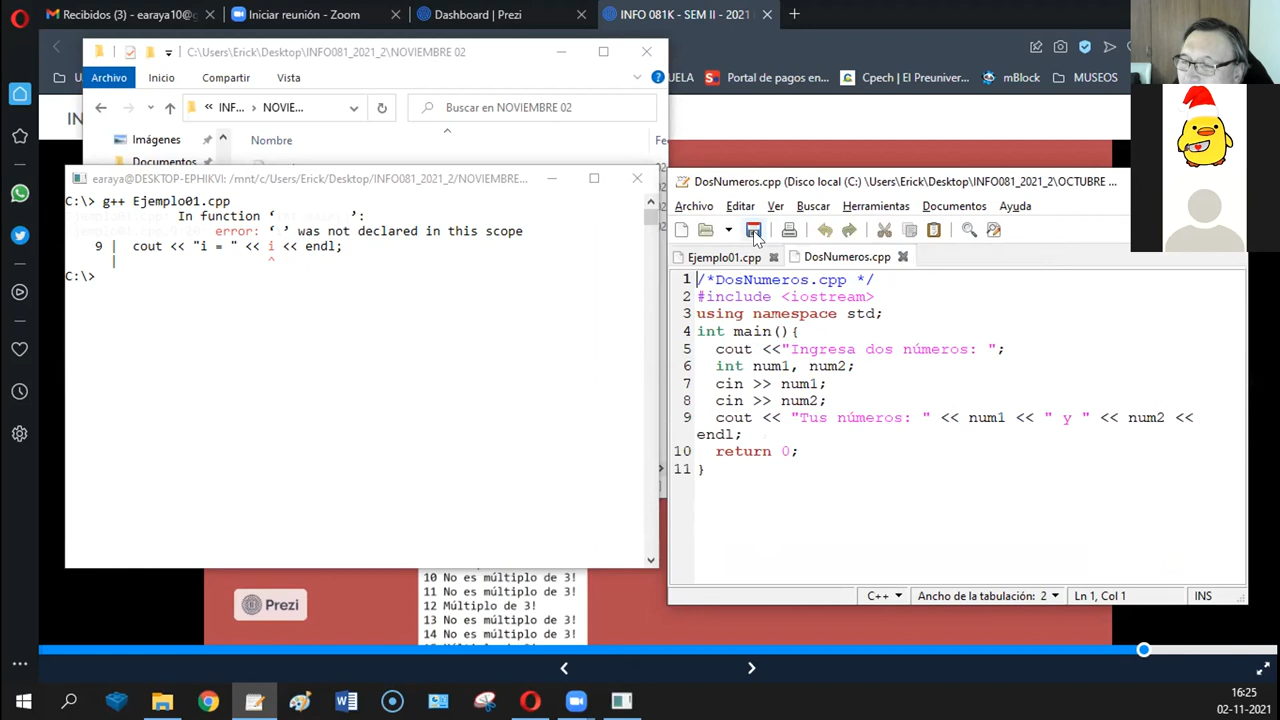 Recibidos (3) - earaya10@g
Iniciar reunión - Zoom
Dashboard | Prezi
INFO 081K - SEM II - 2021
C:\Users\Erick\Desktop\INFO081_2021_2\NOVIEMBRE 02
Archivo Inicio Compartir Vista
UELA
Portal de pagos en...
Cpech | El Preuniver...
mBlock
MUSEOS
INF... > NOVIE...
Buscar en NOVIEMBRE 02
Imágenes
Nombre
Fe
Documentos
earaya@DESKTOP-EPHIKVI: /mnt/c/Users/Erick/Desktop/INFO081_2021_2/NOVIEMBRE...
C:\> g++ Ejemplo01.cpp
In function ‘ ’:
error: ‘ ’ was not declared in this scope
9 | cout << "i = " << i << endl;
| ^
C:\>
DosNumeros.cpp (Disco local (C:) \Users\Erick\Desktop\INFO081_2021_2\OCTUBRE ...
Archivo Editar Ver Buscar Herramientas Documentos Ayuda
Ejemplo01.cpp DosNumeros.cpp
1 /*DosNumeros.cpp */
2 #include <iostream>
3 using namespace std;
4 int main(){
5 cout <<"Ingresa dos números: ";
6 int num1, num2;
7 cin >> num1;
8 cin >> num2;
9 cout << "Tus números: " << num1 << " y " << num2 <<
endl;
10 return 0;
11 }
C++ Ancho de la tabulación: 2 Ln 1, Col 1 INS
10 No es múltiplo de 3!
11 No es múltiplo de 3!
12 Múltiplo de 3!
13 No es múltiplo de 3!
14 No es múltiplo de 3!
Prezi
16:25
02-11-2021